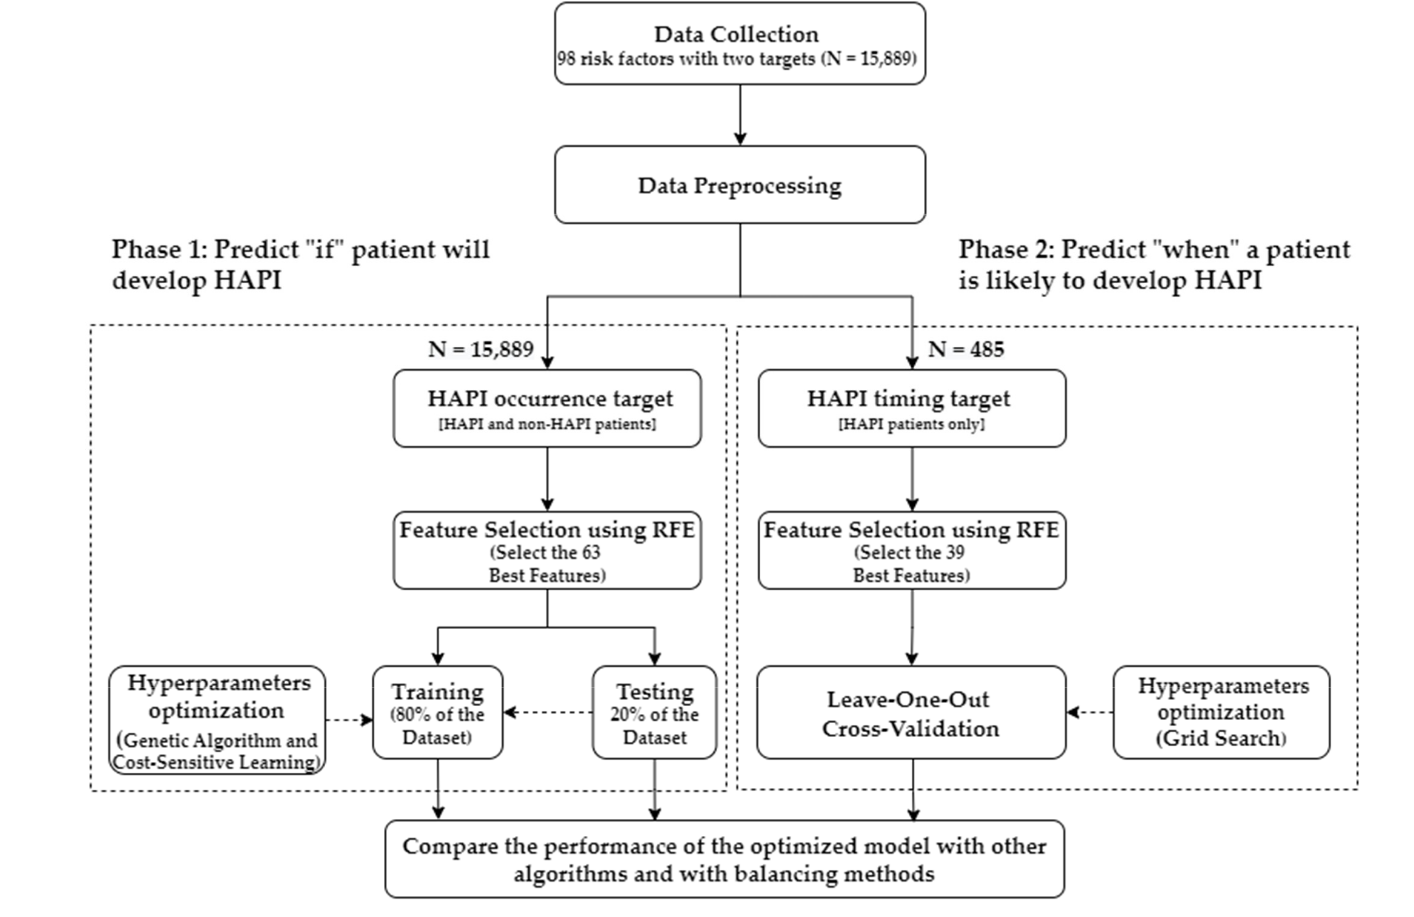 Data Collection
98 risk factors with two targets (N = 15,889)
Data Preprocessing
Phase 1: Predict "if" patient will
develop HAPI
Phase 2: Predict "when" a patient
is likely to develop HAPI
N = 15,889
HAPI occurrence target
[HAPI and non-HAPI patients]
N = 485
HAPI timing target
[HAPI patients only]
Feature Selection using RFE
(Select the 63
Best Features)
Feature Selection using RFE
(Select the 39
Best Features)
Hyperparameters
optimization
(Genetic Algorithm and
Cost-Sensitive Learning)
Training
(80% of the
Dataset)
Testing
20% of the
Dataset
Leave-One-Out
Cross-Validation
Hyperparameters
optimization
(Grid Search)
Compare the performance of the optimized model with other
algorithms and with balancing methods